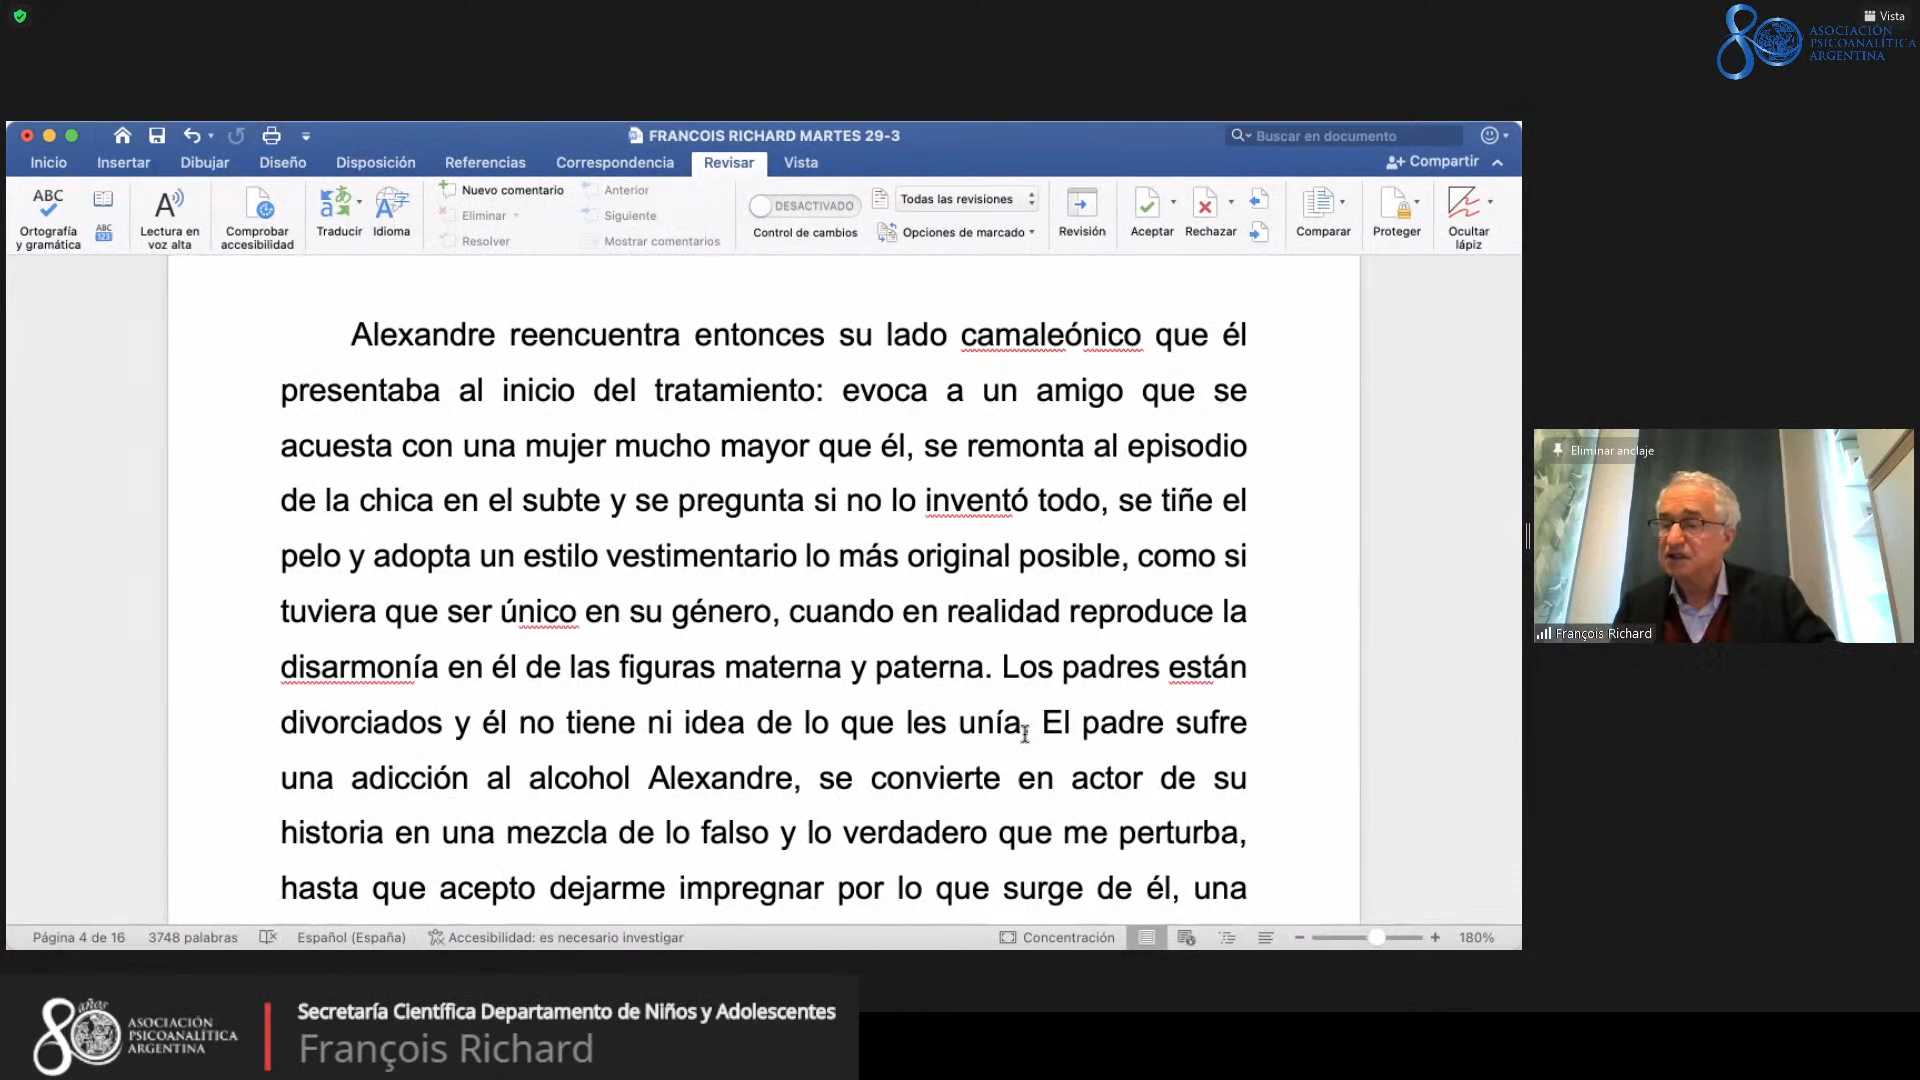 Vista
ASOCIACIÓN
PSICOANALÍTICA
ARGENTINA
FRANCOIS RICHARD MARTES 29-3
Buscar en documento
Inicio Insertar Dibujar Diseño Disposición Referencias Correspondencia Revisar Vista
Compartir
ABC
Ortografía
y gramática
ABC
123
Lectura en
voz alta
Comprobar
accesibilidad
Traducir
Idioma
Nuevo comentario
Eliminar
Resolver
Anterior
Siguiente
Mostrar comentarios
DESACTIVADO
Control de cambios
Todas las revisiones
Opciones de marcado
Revisión
Aceptar
Rechazar
Comparar
Proteger
Ocultar
lápiz
Alexandre reencuentra entonces su lado camaleónico que él
presentaba al inicio del tratamiento: evoca a un amigo que se
acuesta con una mujer mucho mayor que él, se remonta al episodio
de la chica en el subte y se pregunta si no lo inventó todo, se tiñe el
pelo y adopta un estilo vestimentario lo más original posible, como si
tuviera que ser único en su género, cuando en realidad reproduce la
disarmonía en él de las figuras materna y paterna. Los padres están
divorciados y él no tiene ni idea de lo que les unía. El padre sufre
una adicción al alcohol Alexandre, se convierte en actor de su
historia en una mezcla de lo falso y lo verdadero que me perturba,
hasta que acepto dejarme impregnar por lo que surge de él, una
Página 4 de 16 3748 palabras Español (España) Accesibilidad: es necesario investigar Concentración 180%
Eliminar anclaje
François Richard
80 años
ASOCIACIÓN
PSICOANALÍTICA
ARGENTINA
Secretaría Científica Departamento de Niños y Adolescentes
François Richard